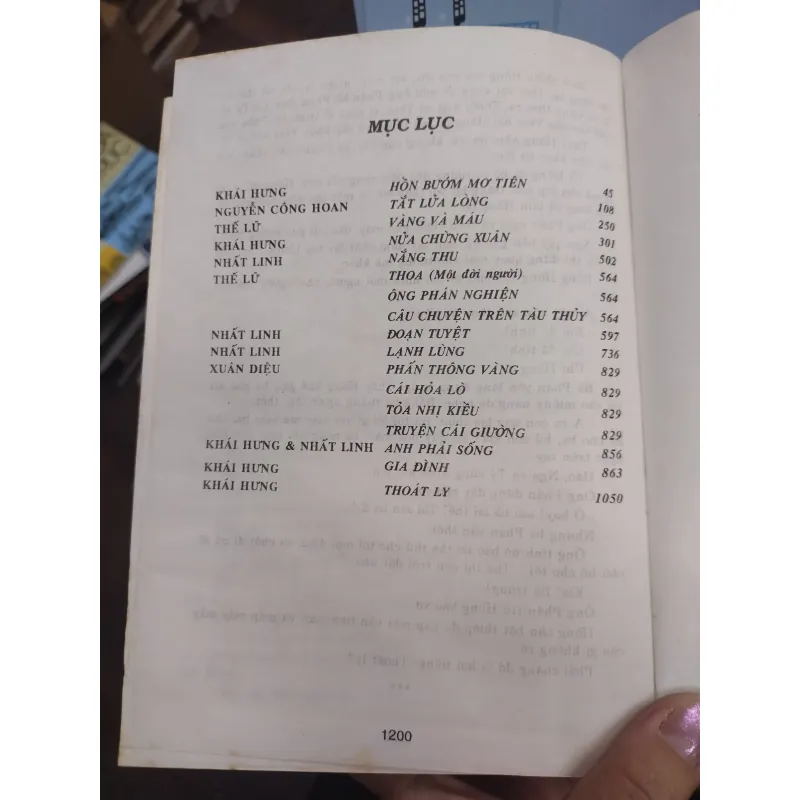 MỤC LỤC
KHÁI HƯNG HỒN BƯỚM MƠ TIÊN 45
NGUYỄN CÔNG HOAN TẮT LỬA LÒNG 108
THẾ LỮ VÀNG VÀ MÁU 250
KHÁI HƯNG NỬA CHỪNG XUÂN 301
NHẤT LINH NẮNG THU 502
THẾ LỮ THOA (Một đời người) 564
ÔNG PHÁN NGHIỆN 564
CÂU CHUYỆN TRÊN TÀU THỦY 564
NHẤT LINH ĐOẠN TUYỆT 597
NHẤT LINH LẠNH LÙNG 736
XUÂN DIỆU PHẤN THÔNG VÀNG 829
CÁI HỎA LÒ 829
TỎA NHỊ KIỀU 829
TRUYỆN CÁI GIƯỜNG 829
KHÁI HƯNG & NHẤT LINH ANH PHẢI SỐNG 856
KHÁI HƯNG GIA ĐÌNH 863
KHÁI HƯNG THOÁT LY 1050
1200